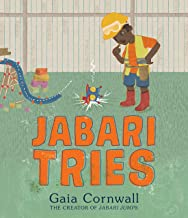 JABARI
TRIES
Gaia Cornwall
THE CREATOR OF JABARI JUMPS